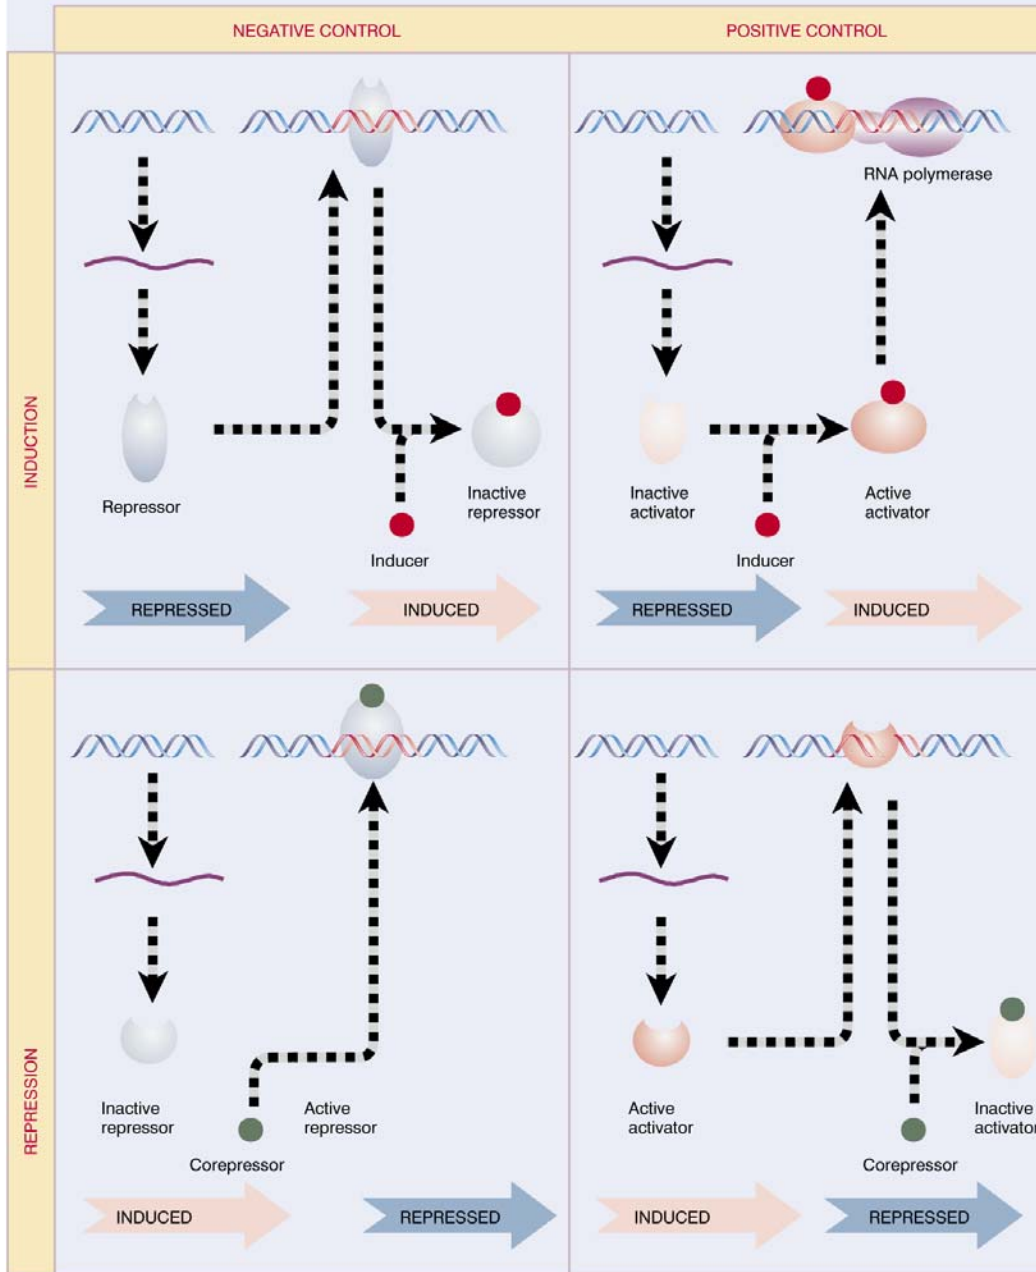 NEGATIVE CONTROL
POSITIVE CONTROL
INDUCTION
RNA polymerase
Repressor
Inactive
repressor
Inducer
REPRESSED
INDUCED
Inactive
activator
Active
activator
Inducer
REPRESSED
INDUCED
REPRESSION
Inactive
repressor
Active
repressor
Corepressor
INDUCED
REPRESSED
Active
activator
Inactive
activator
Corepressor
INDUCED
REPRESSED